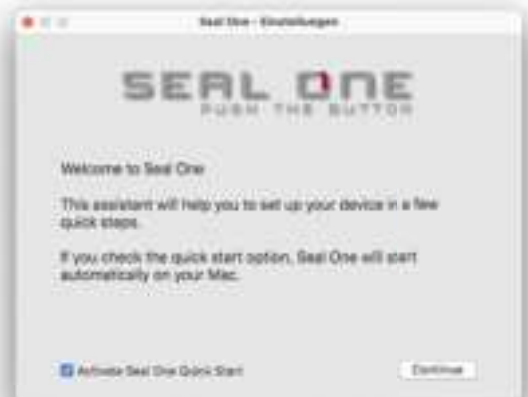 Seal One - Einstellungen
SEAL ONE
PUSH THE BUTTON
Welcome to Seal One
This assistant will help you to set up your device in a few
quick steps.
If you check the quick start option, Seal One will start
automatically on your Mac.
Activate Seal One Quick Start
Continue